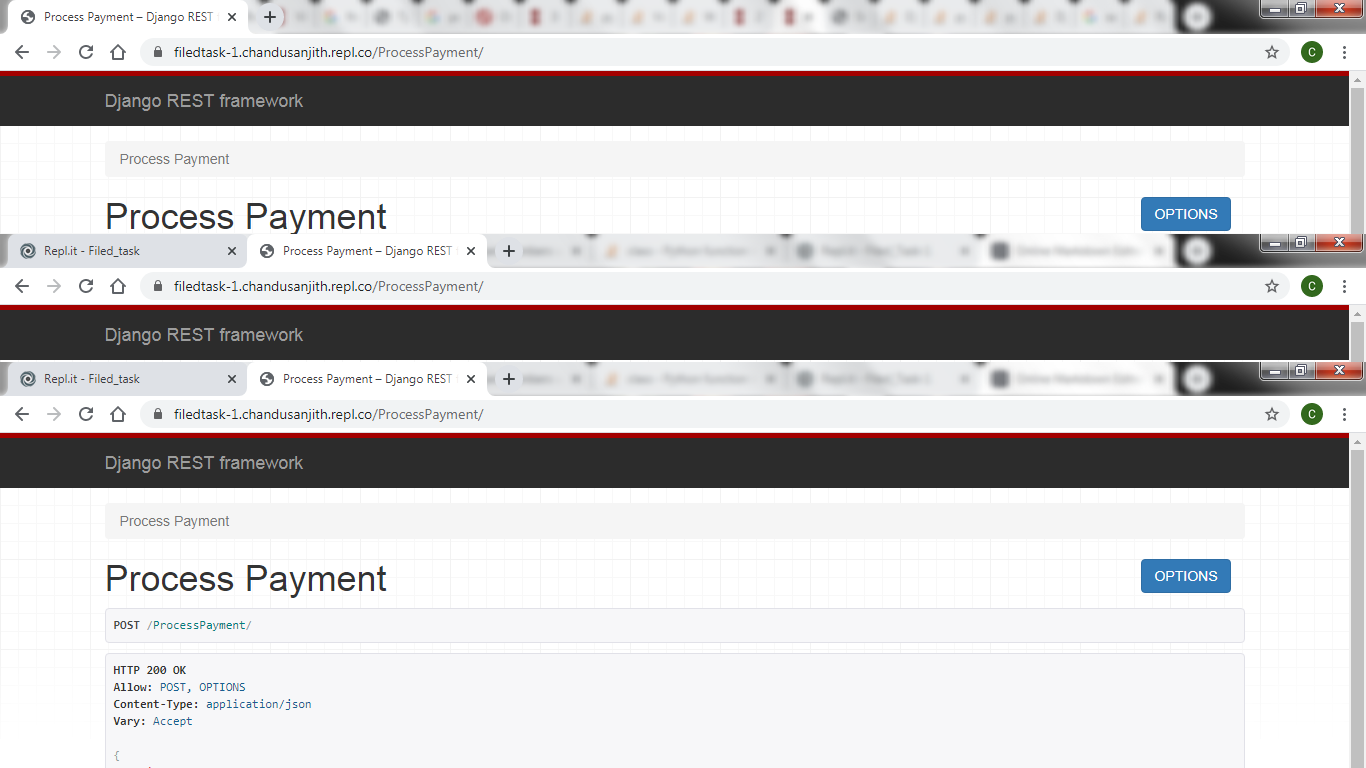 Process Payment – Django REST
filedtask-1.chandusanjith.repl.co/ProcessPayment/
C
Django REST framework
Process Payment
Process Payment
OPTIONS
Repl.it - Filed_task
Process Payment – Django REST
filedtask-1.chandusanjith.repl.co/ProcessPayment/
C
Django REST framework
Repl.it - Filed_task
Process Payment – Django REST
filedtask-1.chandusanjith.repl.co/ProcessPayment/
C
Django REST framework
Process Payment
Process Payment
OPTIONS
POST /ProcessPayment/
HTTP 200 OK
Allow: POST, OPTIONS
Content-Type: application/json
Vary: Accept
{